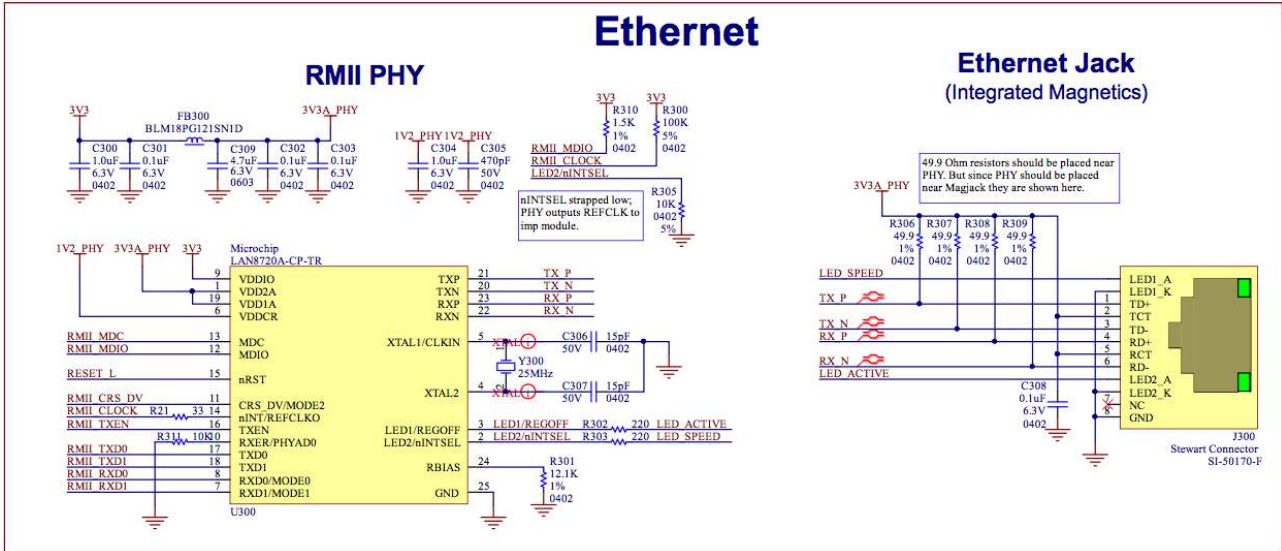 Ethernet
RMII PHY
Ethernet Jack
(Integrated Magnetics)
3V3
FB300
BLM18PG121SN1D
3V3A_PHY
C300
1.0uF
6.3V
0402
C301
0.1uF
6.3V
0402
C309
4.7uF
6.3V
0603
C302
0.1uF
6.3V
0402
C303
0.1uF
6.3V
0402
1V2_PHY
1V2_PHY
C304
1.0uF
6.3V
0402
C305
470pF
50V
0402
3V3
R310
1.5K
1%
0402
3V3
R300
100K
5%
0402
RMII_MDIO
RMII_CLOCK
LED2/nINTSEL
R305
10K
0402
5%
nINTSEL strapped low;
PHY outputs REFCLK to
imp module.
1V2_PHY
3V3A_PHY
3V3
Microchip
LAN8720A-CP-TR
9 VDDIO
1 VDD2A
19 VDD1A
6 VDDCR
RMII_MDC 13 MDC
RMII_MDIO 12 MDIO
RESET_L 15 nRST
RMII_CRS_DV 11 CRS_DV/MODE2
RMII_CLOCK R21 33 14 nINT/REFCLKO
RMII_TXEN 16 TXEN
R311 10K 10 RXER/PHYAD0
RMII_TXD0 17 TXD0
RMII_TXD1 18 TXD1
RMII_RXD0 8 RXD0/MODE0
RMII_RXD1 7 RXD1/MODE1
U300
TXP 21 TX_P
TXN 20 TX_N
RXP 23 RX_P
RXN 22 RX_N
XTAL1/CLKIN 5
C306 15pF
50V 0402
1
Y300
25MHz
2
XTAL2 4
C307 15pF
50V 0402
LED1/REGOFF 3 LED1/REGOFF R302 220 LED_ACTIVE
LED2/nINTSEL 2 LED2/nINTSEL R303 220 LED_SPEED
RBIAS 24
R301
12.1K
1%
0402
GND 25
49.9 Ohm resistors should be placed near
PHY. But since PHY should be placed
near Magjack they are shown here.
3V3A_PHY
R306
49.9
1%
0402
R307
49.9
1%
0402
R308
49.9
1%
0402
R309
49.9
1%
0402
LED_SPEED
TX_P
TX_N
RX_P
RX_N
LED_ACTIVE
C308
0.1uF
6.3V
0402
LED1_A
LED1_K
1 TD+
2 TCT
3 TD-
4 RD+
5 RCT
6 RD-
LED2_A
LED2_K
7 NC
8 GND
J300
Stewart Connector
SI-50170-F